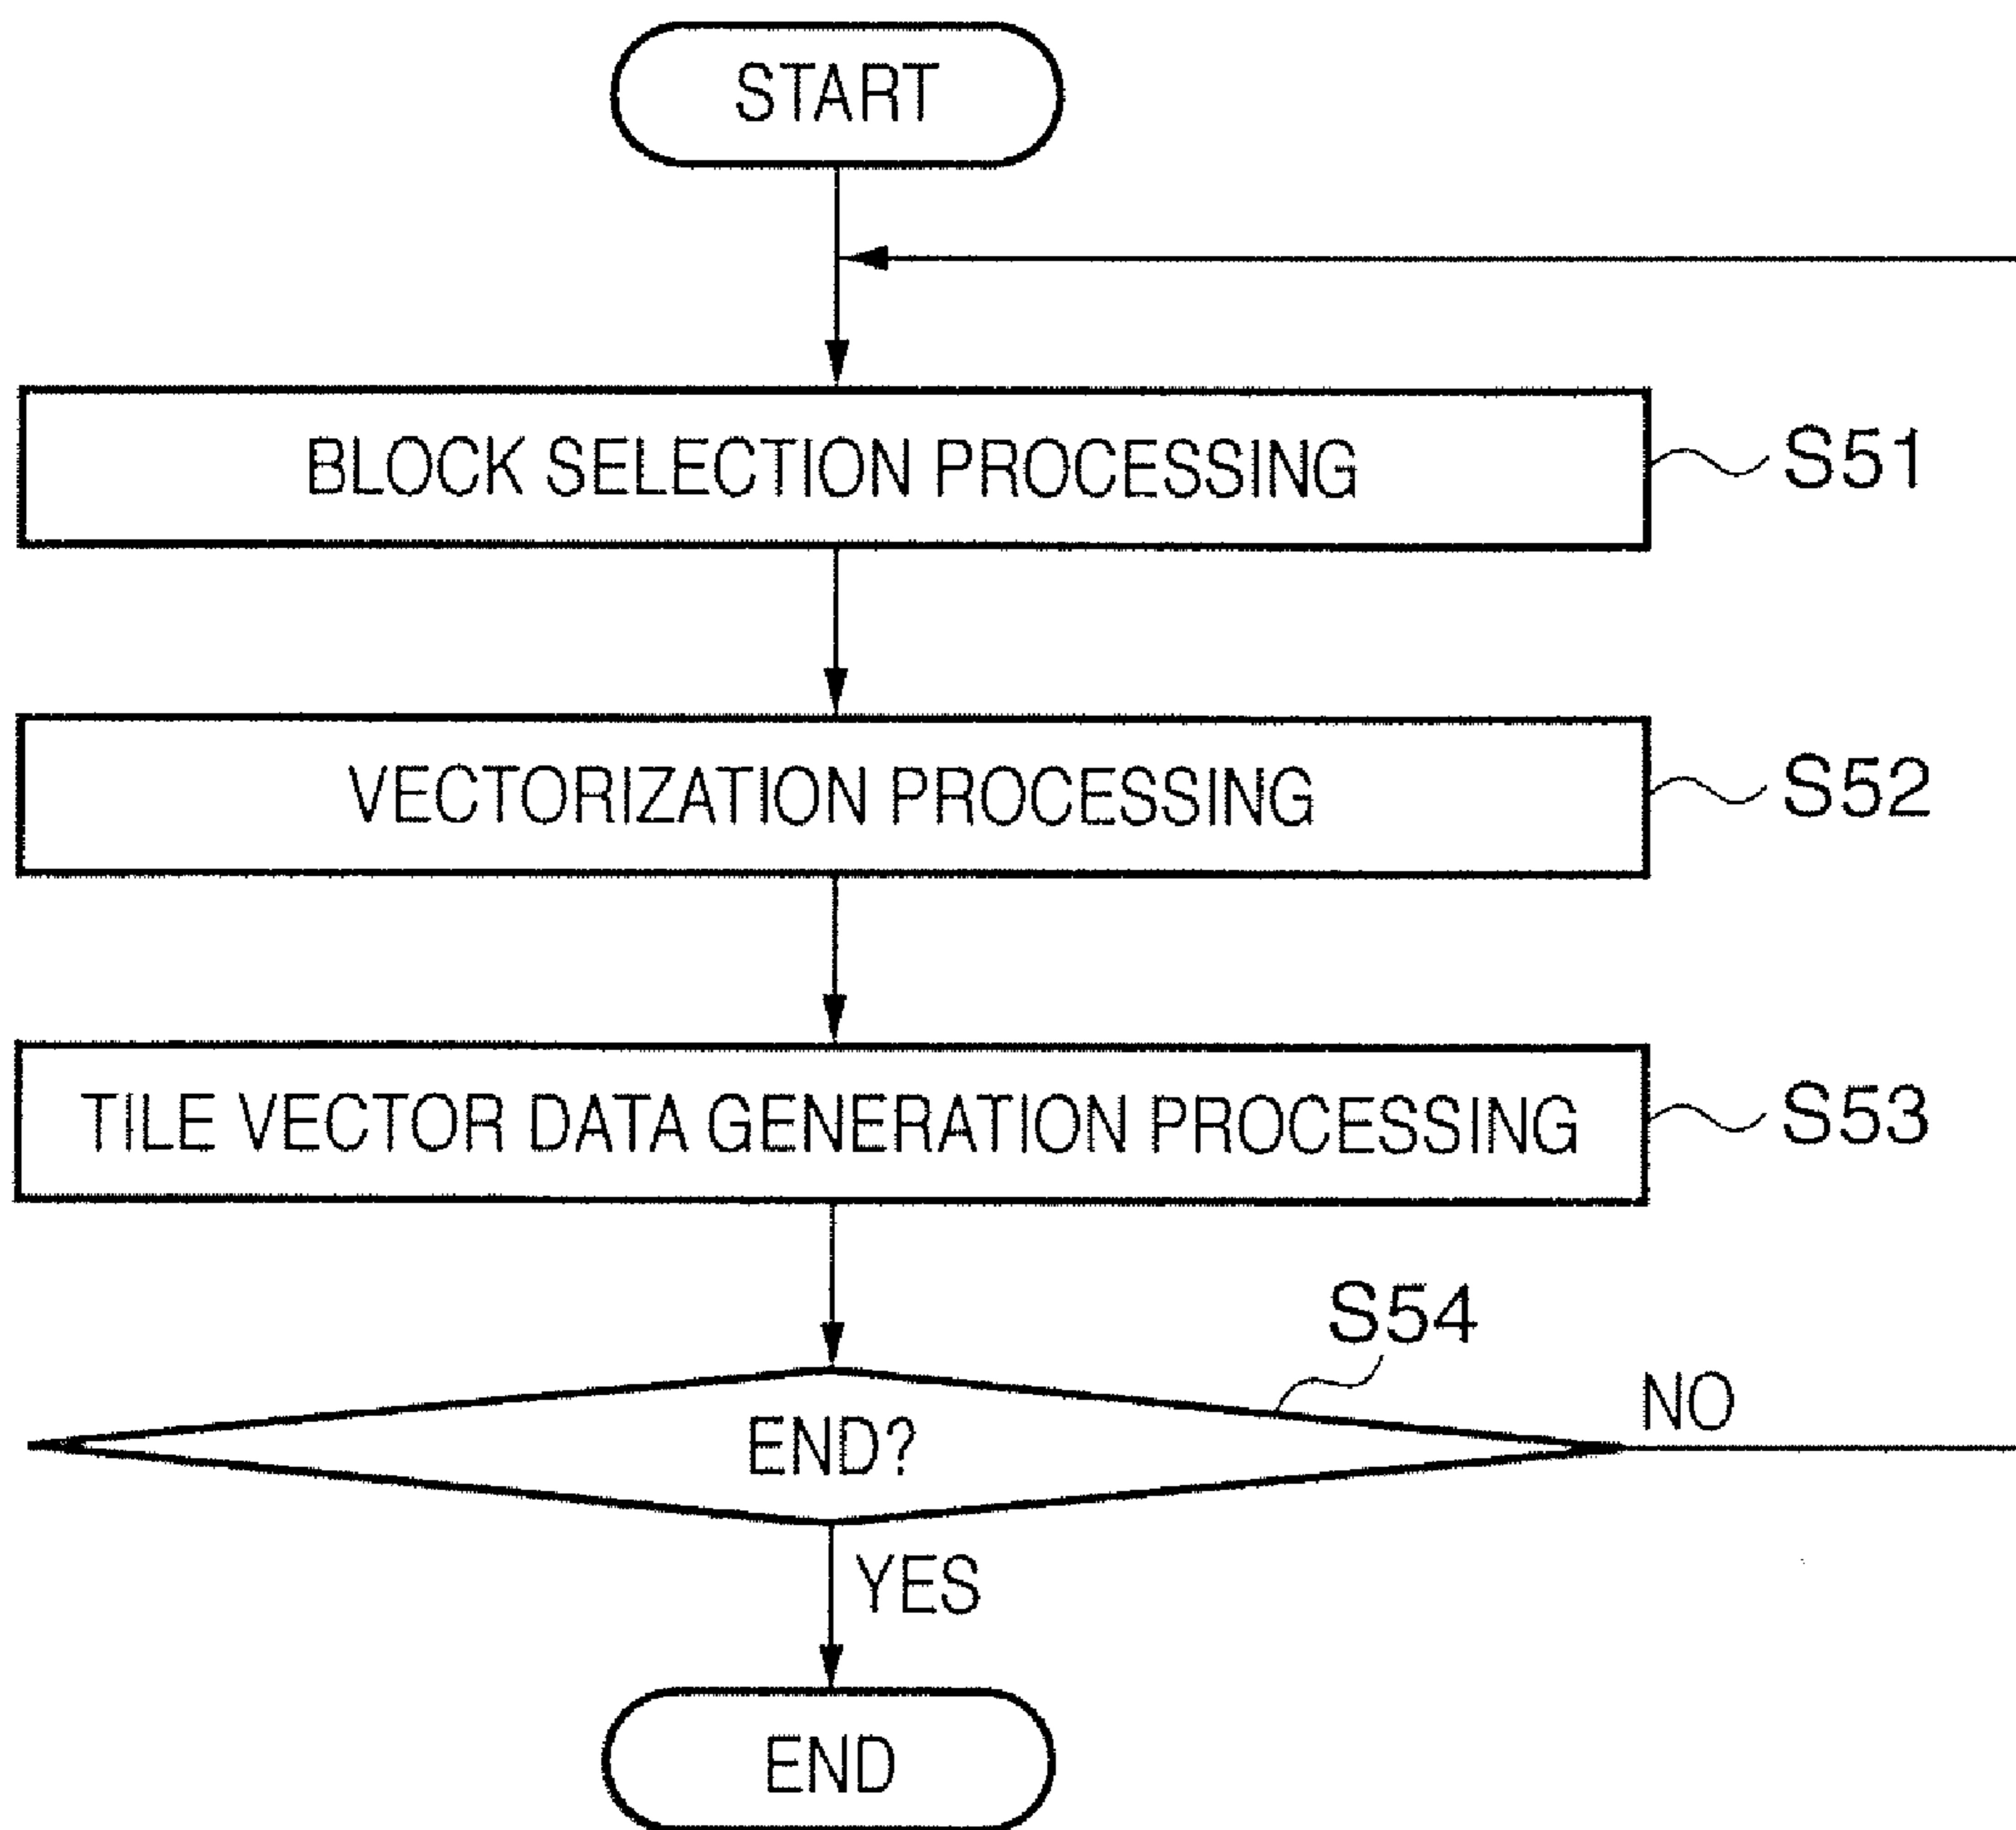 START
BLOCK SELECTION PROCESSING
S51
VECTORIZATION PROCESSING
S52
TILE VECTOR DATA GENERATION PROCESSING
S53
S54
END?
NO
YES
END